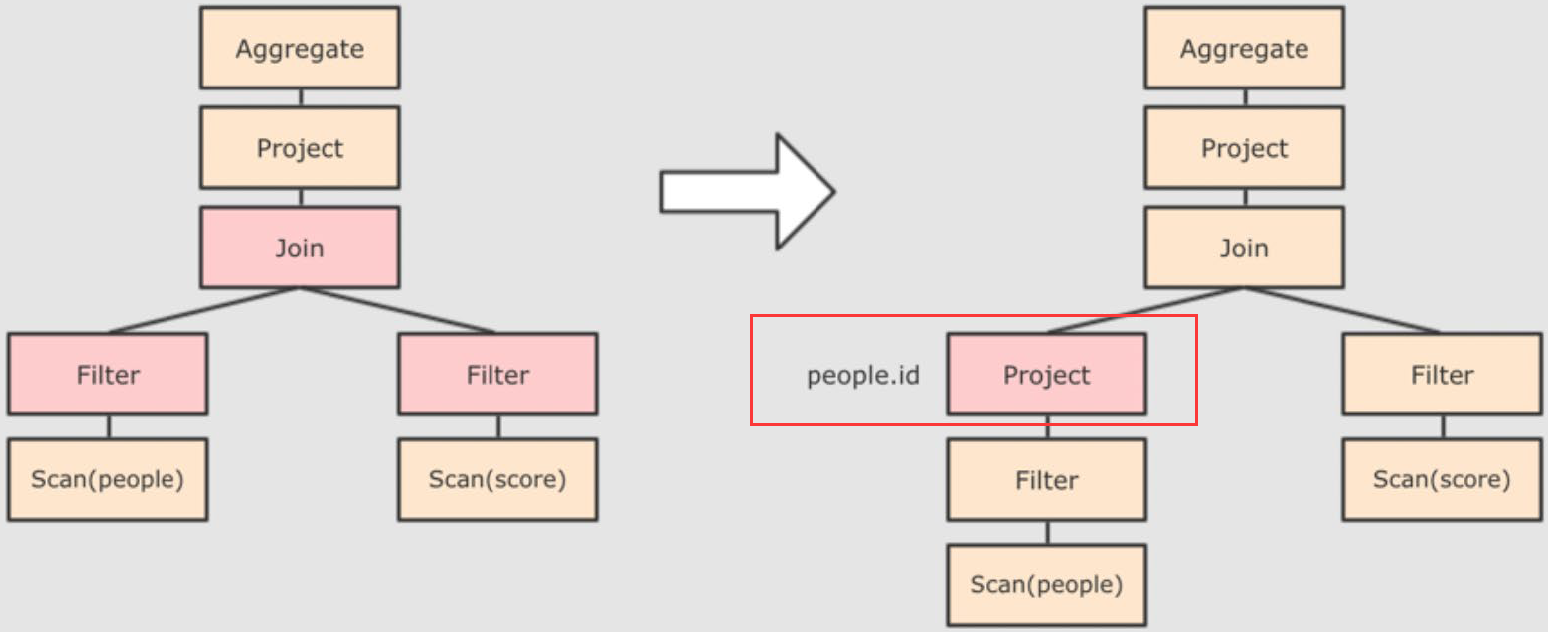 Aggregate
Project
Join
Filter
Filter
Scan(people)
Scan(score)
Aggregate
Project
Join
people.id
Project
Filter
Filter
Scan(score)
Scan(people)